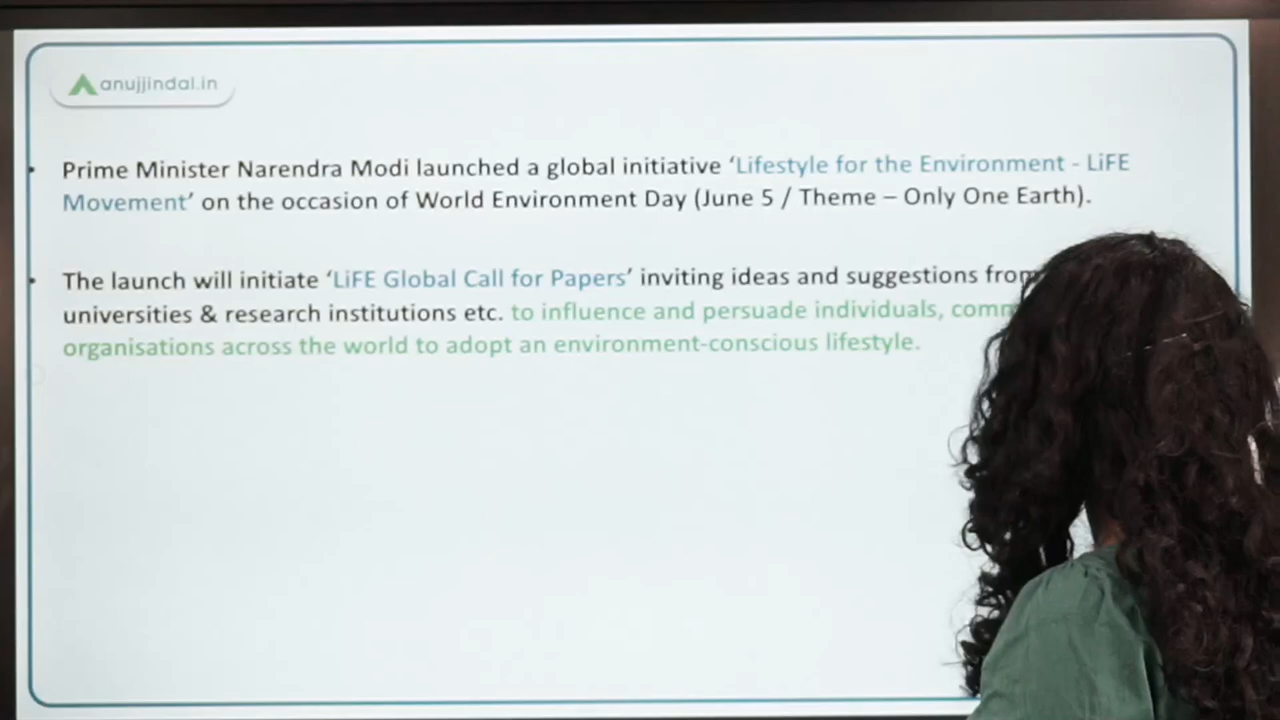 anujjindal.in
• Prime Minister Narendra Modi launched a global initiative ‘Lifestyle for the Environment - LiFE
Movement’ on the occasion of World Environment Day (June 5 / Theme – Only One Earth).
• The launch will initiate ‘LiFE Global Call for Papers’ inviting ideas and suggestions from
universities & research institutions etc. to influence and persuade individuals,
organisations across the world to adopt an environment-conscious lifestyle.